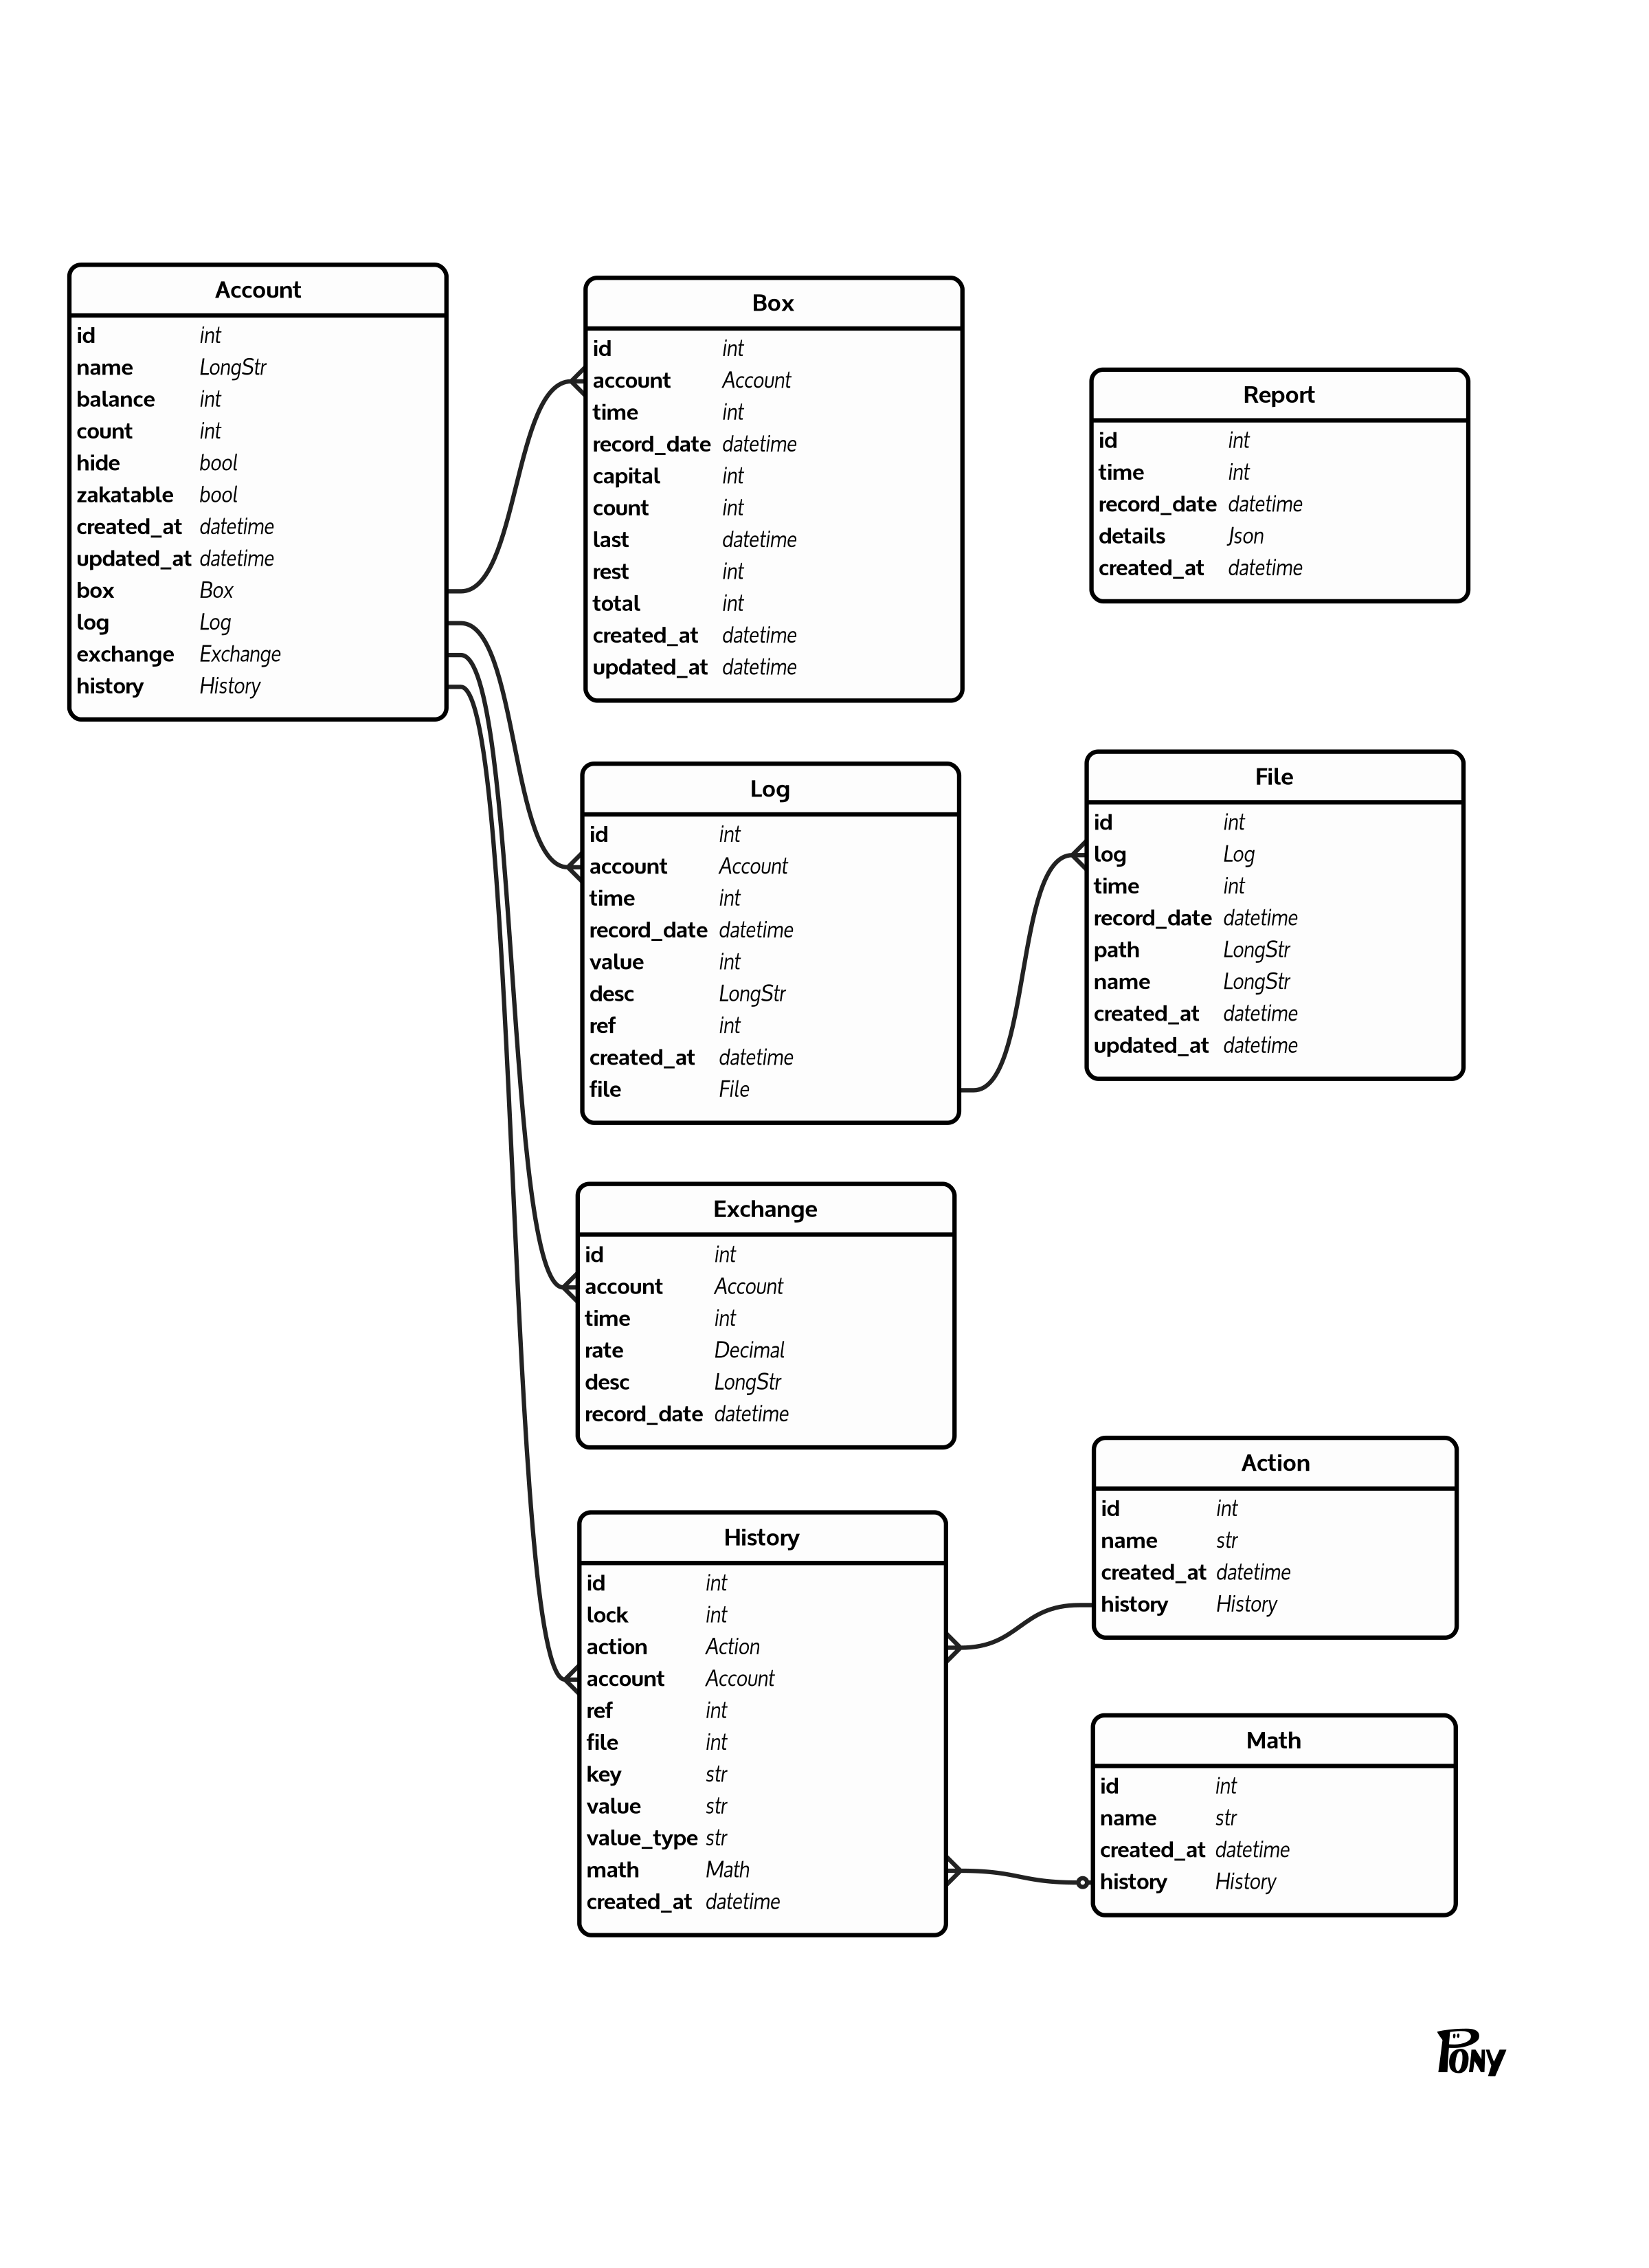 Account
id int
name LongStr
balance int
count int
hide bool
zakatable bool
created_at datetime
updated_at datetime
box Box
log Log
exchange Exchange
history History
Box
id int
account Account
time int
record_date datetime
capital int
count int
last datetime
rest int
total int
created_at datetime
updated_at datetime
Report
id int
time int
record_date datetime
details Json
created_at datetime
Log
id int
account Account
time int
record_date datetime
value int
desc LongStr
ref int
created_at datetime
file File
File
id int
log Log
time int
record_date datetime
path LongStr
name LongStr
created_at datetime
updated_at datetime
Exchange
id int
account Account
time int
rate Decimal
desc LongStr
record_date datetime
History
id int
lock int
action Action
account Account
ref int
file int
key str
value str
value_type str
math Math
created_at datetime
Action
id int
name str
created_at datetime
history History
Math
id int
name str
created_at datetime
history History
PONY